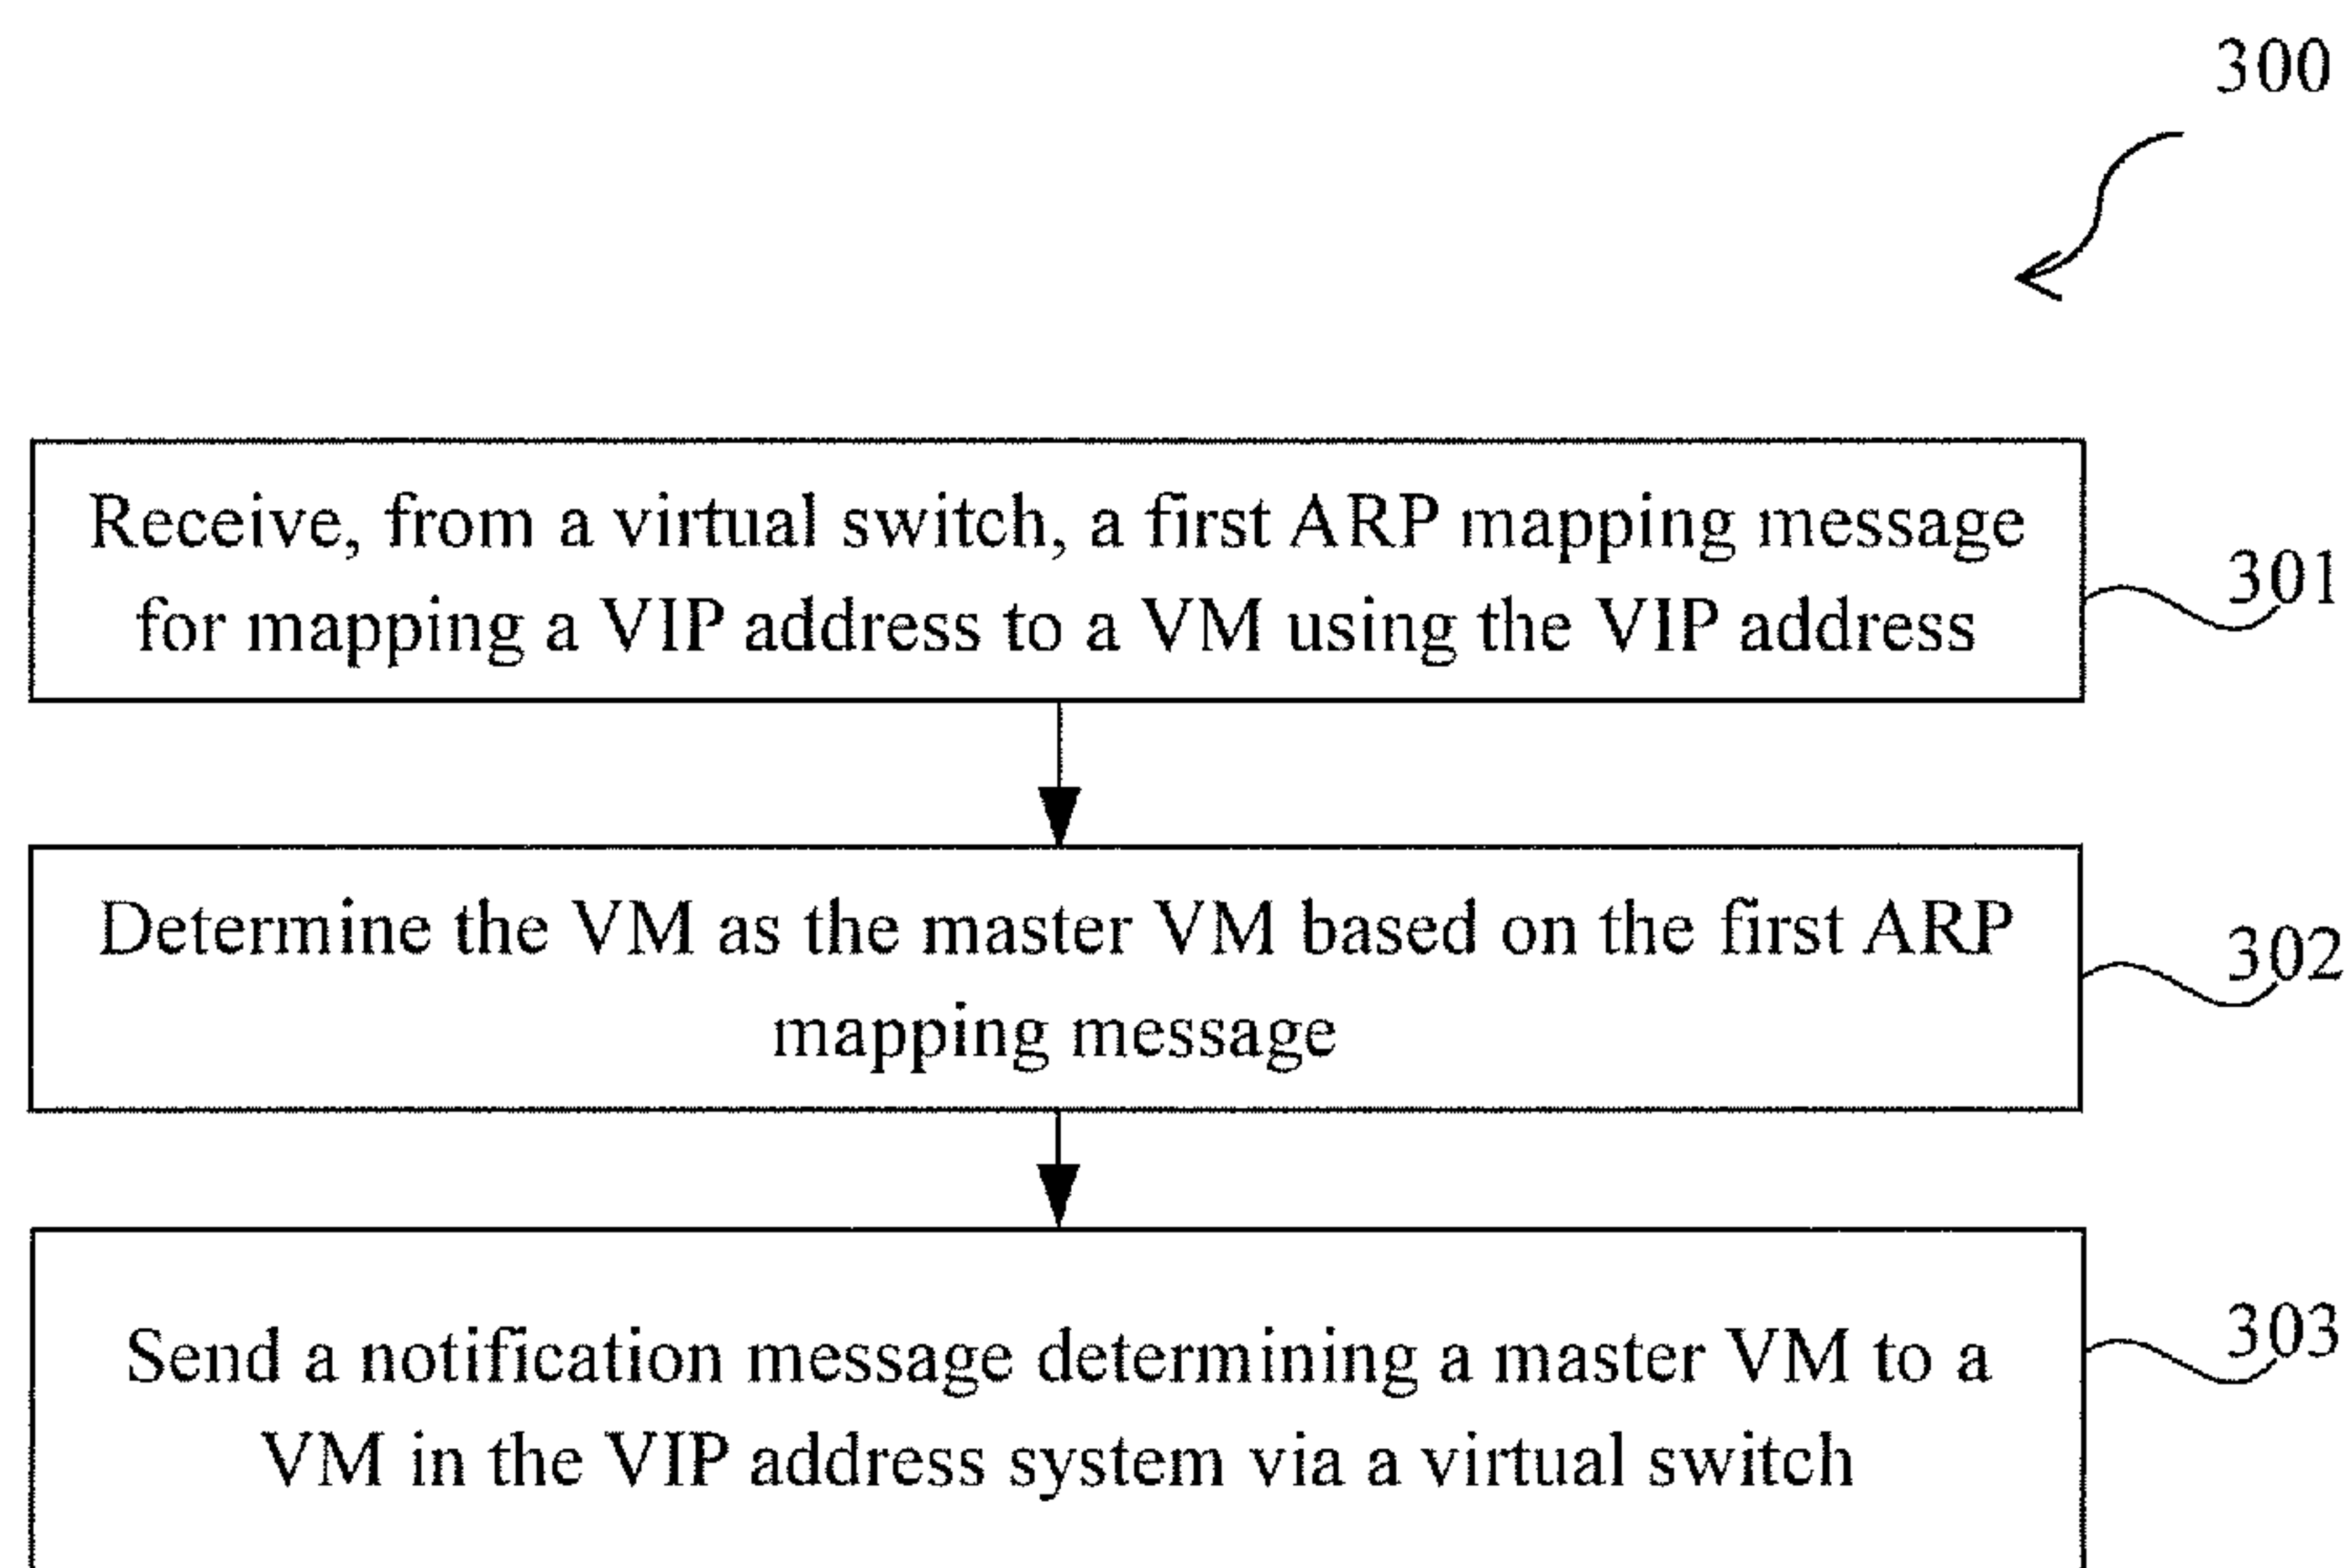 300
Receive, from a virtual switch, a first ARP mapping message
for mapping a VIP address to a VM using the VIP address
301
Determine the VM as the master VM based on the first ARP
mapping message
302
Send a notification message determining a master VM to a
VM in the VIP address system via a virtual switch
303